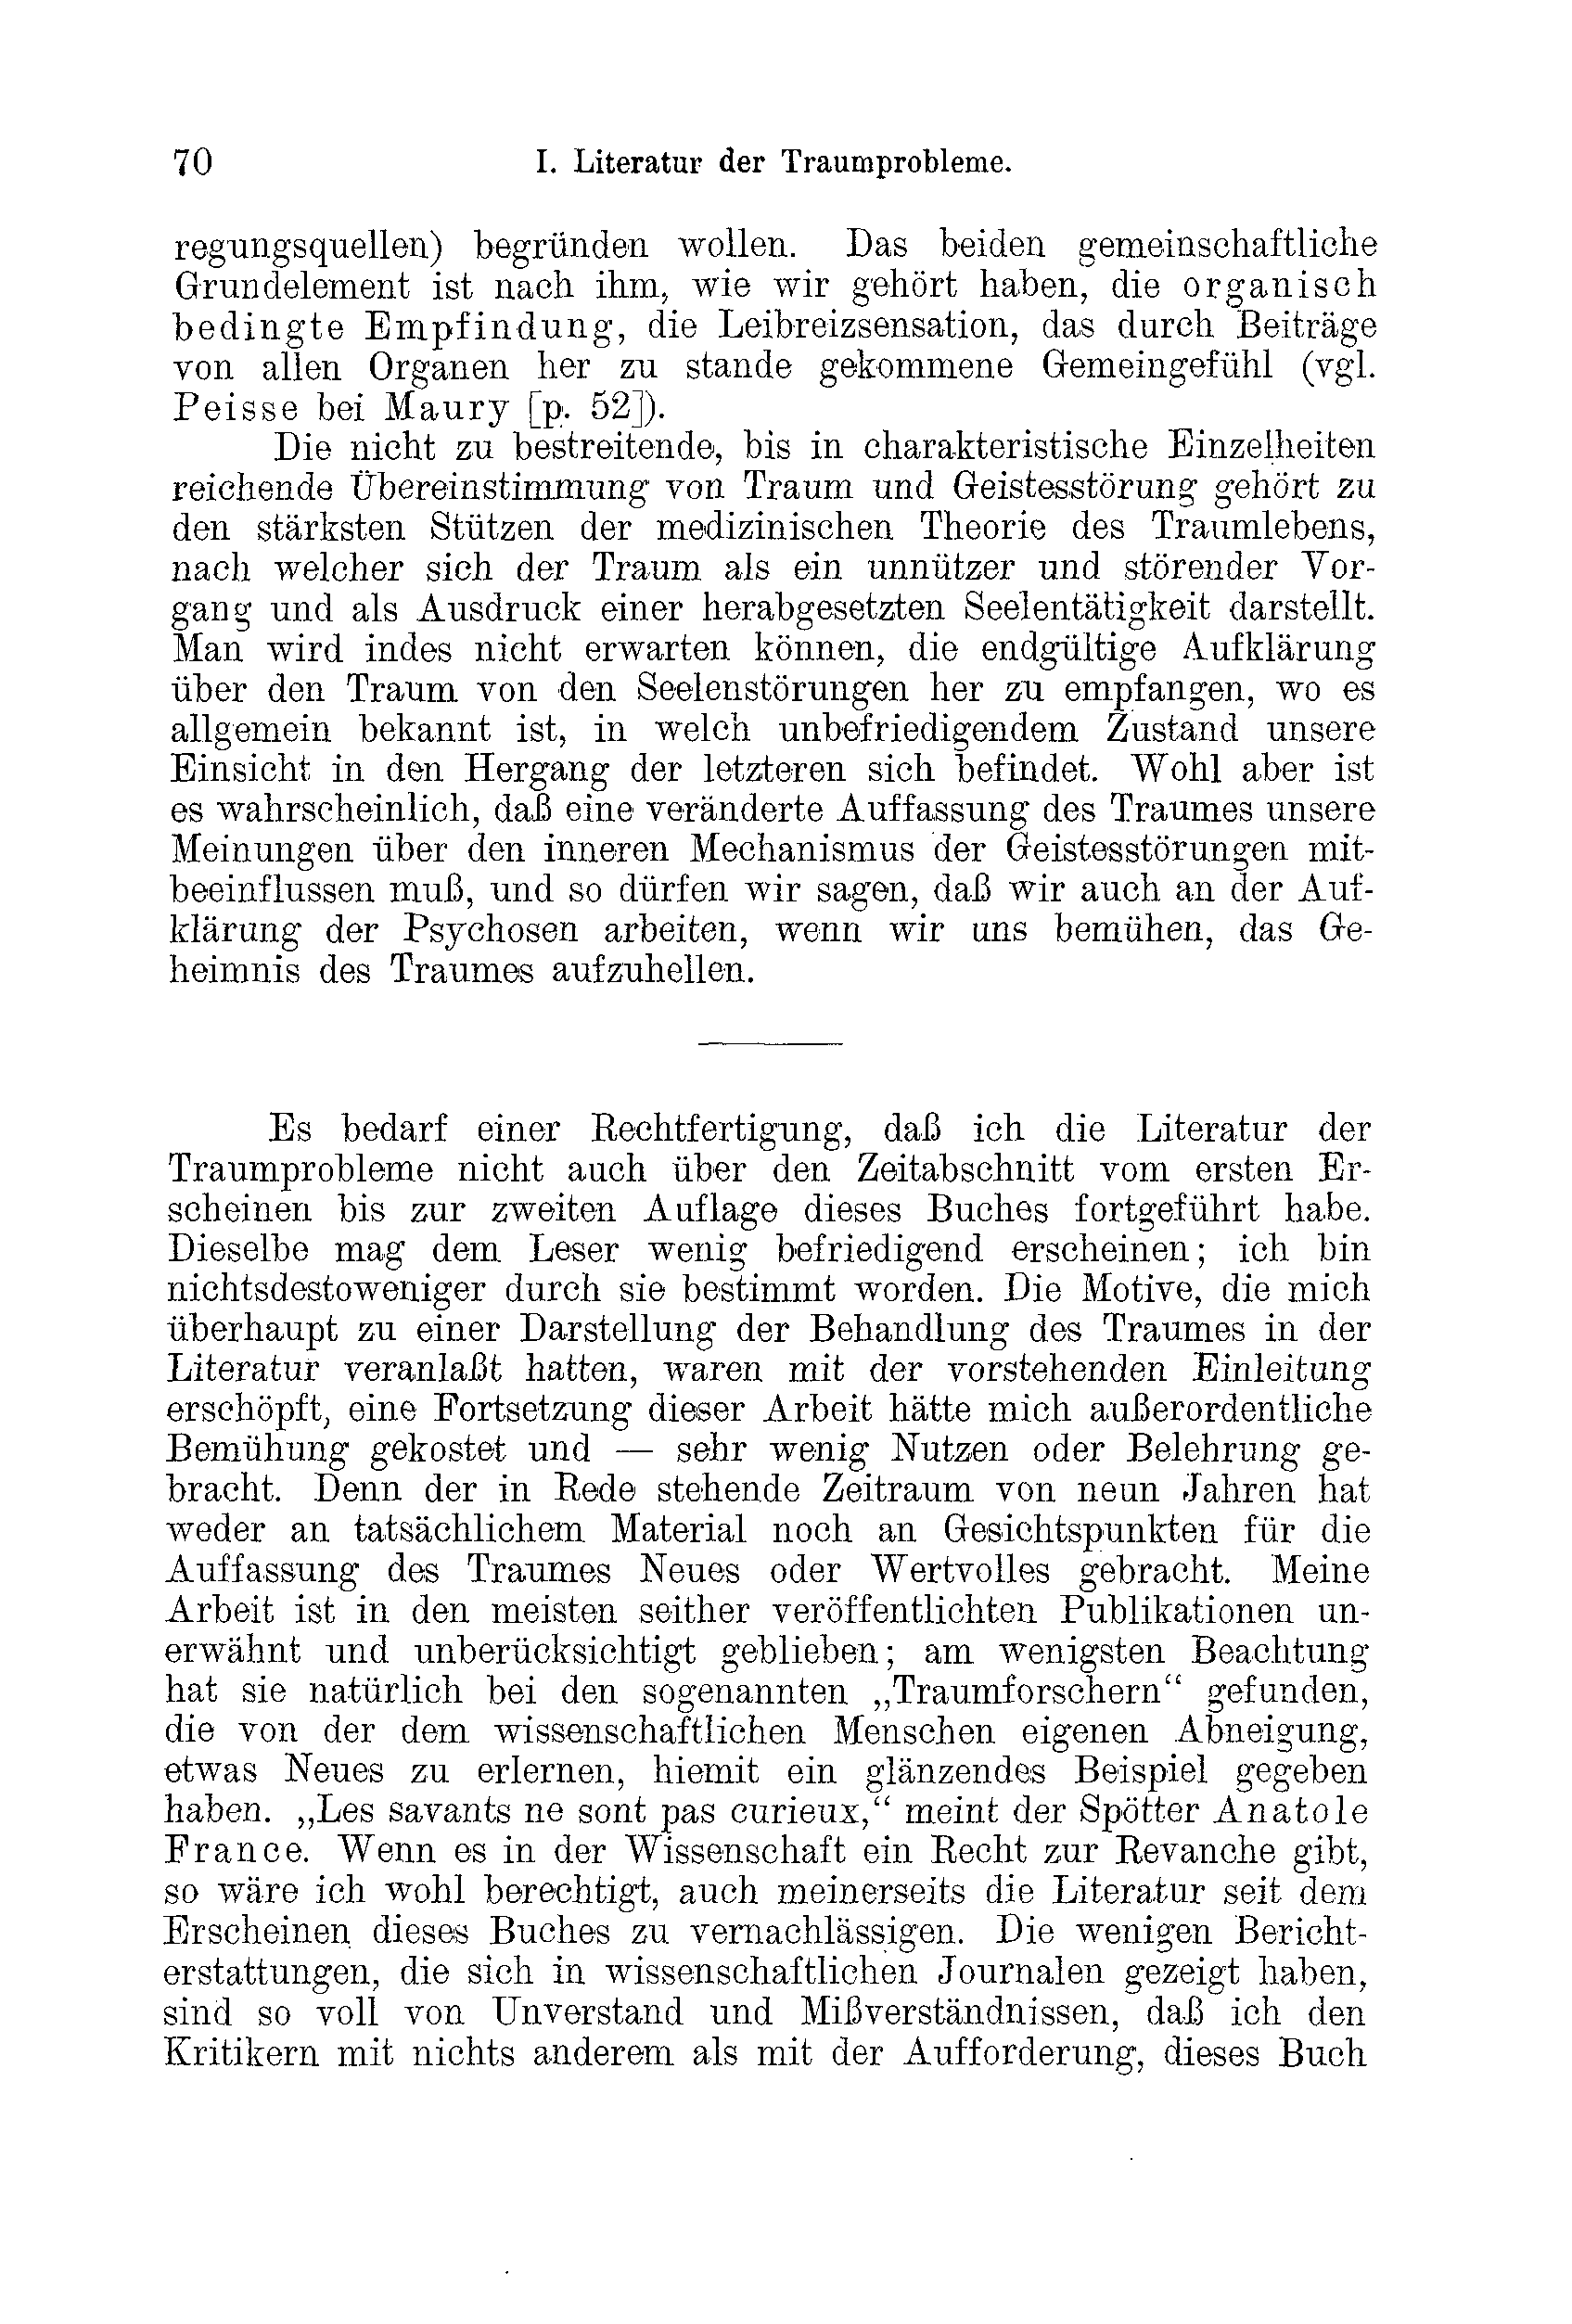 70 I. Literatur der Traumprobleme.
regungsquellen) begründen wollen. Das beiden gemeinschaftliche
Grundelement ist nach ihm, wie wir gehört haben, die organisch
bedingte Empfindung, die Leibreizsensation, das durch Beiträge
von allen Organen her zu stande gekommene Gemeingefühl (vgl.
Peisse bei Maury [p. 52]).
Die nicht zu bestreitende, bis in charakteristische Einzelheiten
reichende Übereinstimmung von Traum und Geistesstörung gehört zu
den stärksten Stützen der medizinischen Theorie des Traumlebens,
nach welcher sich der Traum als ein unnützer und störender Vor-
gang und als Ausdruck einer herabgesetzten Seelentätigkeit darstellt.
Man wird indes nicht erwarten können, die endgültige Aufklärung
über den Traum von den Seelenstörungen her zu empfangen, wo es
allgemein bekannt ist, in welch unbefriedigendem Zustand unsere
Einsicht in den Hergang der letzteren sich befindet. Wohl aber ist
es wahrscheinlich, daß eine veränderte Auffassung des Traumes unsere
Meinungen über den inneren Mechanismus der Geistesstörungen mit-
beeinflussen muß, und so dürfen wir sagen, daß wir auch an der Auf-
klärung der Psychosen arbeiten, wenn wir uns bemühen, das Ge-
heimnis des Traumes aufzuhellen.
Es bedarf einer Rechtfertigung, daß ich die Literatur der
Traumprobleme nicht auch über den Zeitabschnitt vom ersten Er-
scheinen bis zur zweiten Auflage dieses Buches fortgeführt habe.
Dieselbe mag dem Leser wenig befriedigend erscheinen; ich bin
nichtsdestoweniger durch sie bestimmt worden. Die Motive, die mich
überhaupt zu einer Darstellung der Behandlung des Traumes in der
Literatur veranlaßt hatten, waren mit der vorstehenden Einleitung
erschöpft, eine Fortsetzung dieser Arbeit hätte mich außerordentliche
Bemühung gekostet und — sehr wenig Nutzen oder Belehrung ge-
bracht. Denn der in Rede stehende Zeitraum von neun Jahren hat
weder an tatsächlichem Material noch an Gesichtspunkten für die
Auffassung des Traumes Neues oder Wertvolles gebracht. Meine
Arbeit ist in den meisten seither veröffentlichten Publikationen un-
erwähnt und unberücksichtigt geblieben; am wenigsten Beachtung
hat sie natürlich bei den sogenannten „Traumforschern“ gefunden,
die von der dem wissenschaftlichen Menschen eigenen Abneigung,
etwas Neues zu erlernen, hiemit ein glänzendes Beispiel gegeben
haben. „Les savants ne sont pas curieux,“ meint der Spötter Anatole
France. Wenn es in der Wissenschaft ein Recht zur Revanche gibt,
so wäre ich wohl berechtigt, auch meinerseits die Literatur seit dem
Erscheinen dieses Buches zu vernachlässigen. Die wenigen Bericht-
erstattungen, die sich in wissenschaftlichen Journalen gezeigt haben,
sind so voll von Unverstand und Mißverständnissen, daß ich den
Kritikern mit nichts anderem als mit der Aufforderung, dieses Buch